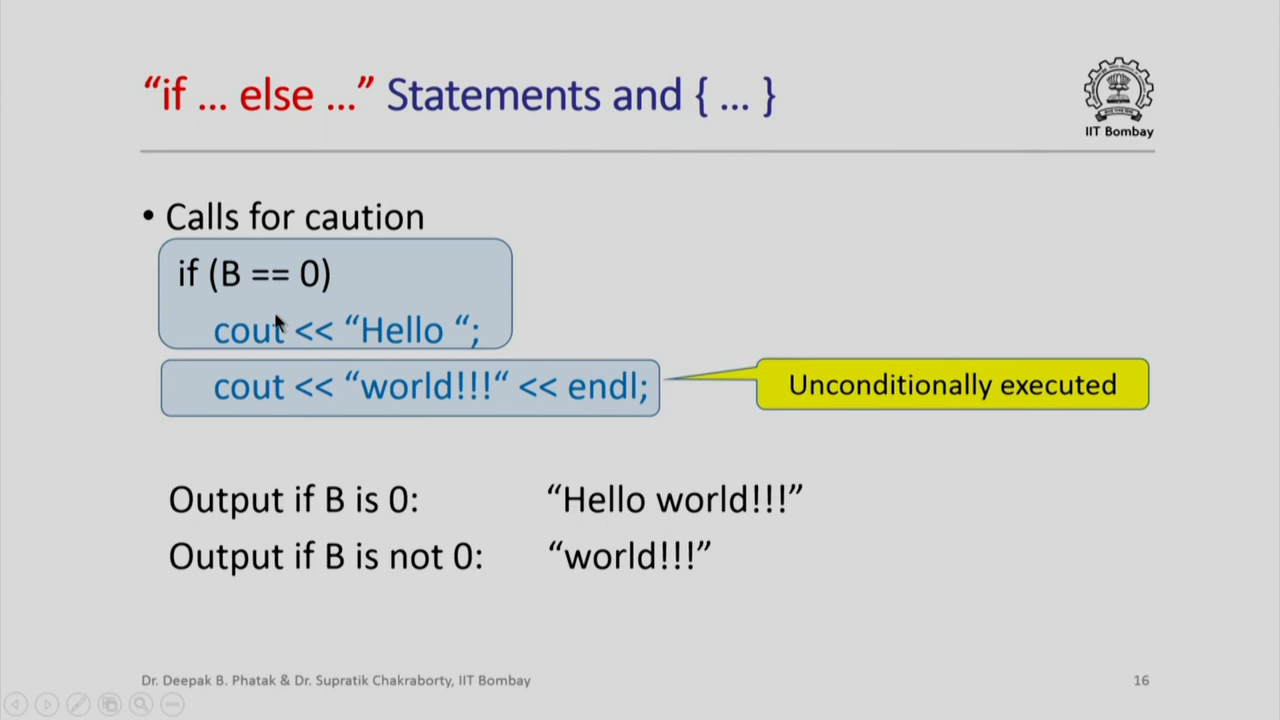 “if ... else ...” Statements and { ... }
IIT Bombay
• Calls for caution
if (B == 0)
cout << “Hello “;
cout << “world!!!“ << endl;
Unconditionally executed
Output if B is 0: “Hello world!!!”
Output if B is not 0: “world!!!”
Dr. Deepak B. Phatak & Dr. Supratik Chakraborty, IIT Bombay 16